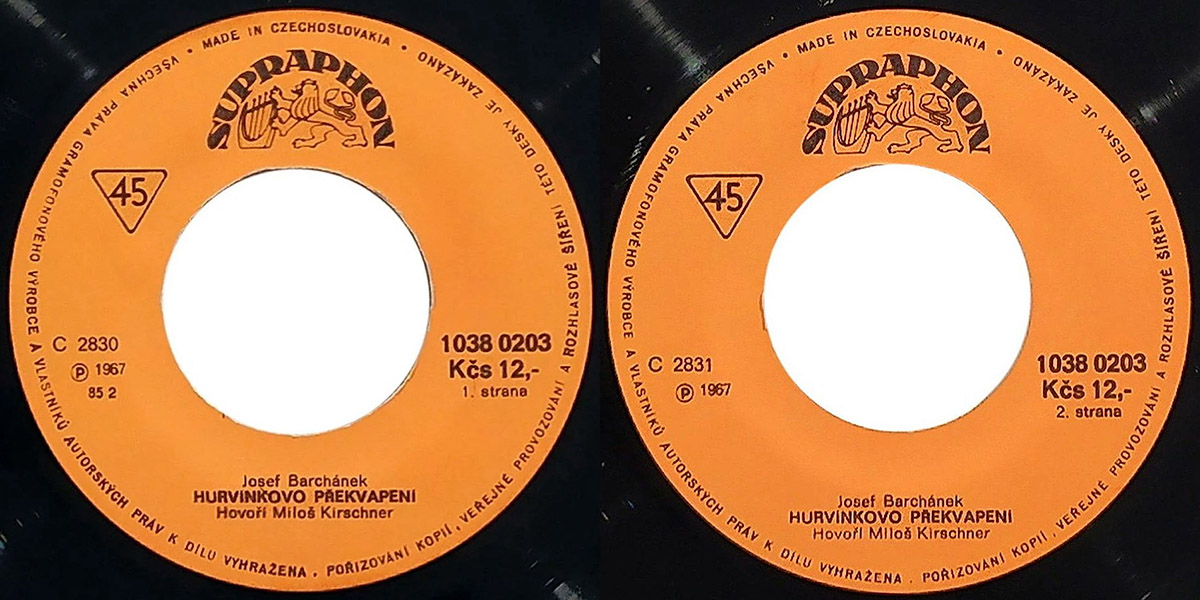 VŠECHNA PRÁVA GRAMOFONOVÉHO VÝROBCE A VLASTNÍKŮ AUTORSKÝCH PRÁV K DÍLU VYHRAŽENA . POŘIZOVÁNÍ KOPIÍ , VEŘEJNÉ PROVOZOVÁNÍ A ROZHLASOVÉ ŠÍŘENÍ TÉTO DESKY JE ZAKÁZÁNO
• MADE IN CZECHOSLOVAKIA •
SUPRAPHON
45
C 2830
Ⓟ 1967
85 2
1038 0203
Kčs 12,-
1. strana
Josef Barchánek
HURVÍNKOVO PŘEKVAPENÍ
Hovoří Miloš Kirschner
VŠECHNA PRÁVA GRAMOFONOVÉHO VÝROBCE A VLASTNÍKŮ AUTORSKÝCH PRÁV K DÍLU VYHRAŽENA . POŘIZOVÁNÍ KOPIÍ , VEŘEJNÉ PROVOZOVÁNÍ A ROZHLASOVÉ ŠÍŘENÍ TÉTO DESKY JE ZAKÁZÁNO
• MADE IN CZECHOSLOVAKIA •
SUPRAPHON
45
C 2831
Ⓟ 1967
1038 0203
Kčs 12,-
2. strana
Josef Barchánek
HURVÍNKOVO PŘEKVAPENÍ
Hovoří Miloš Kirschner